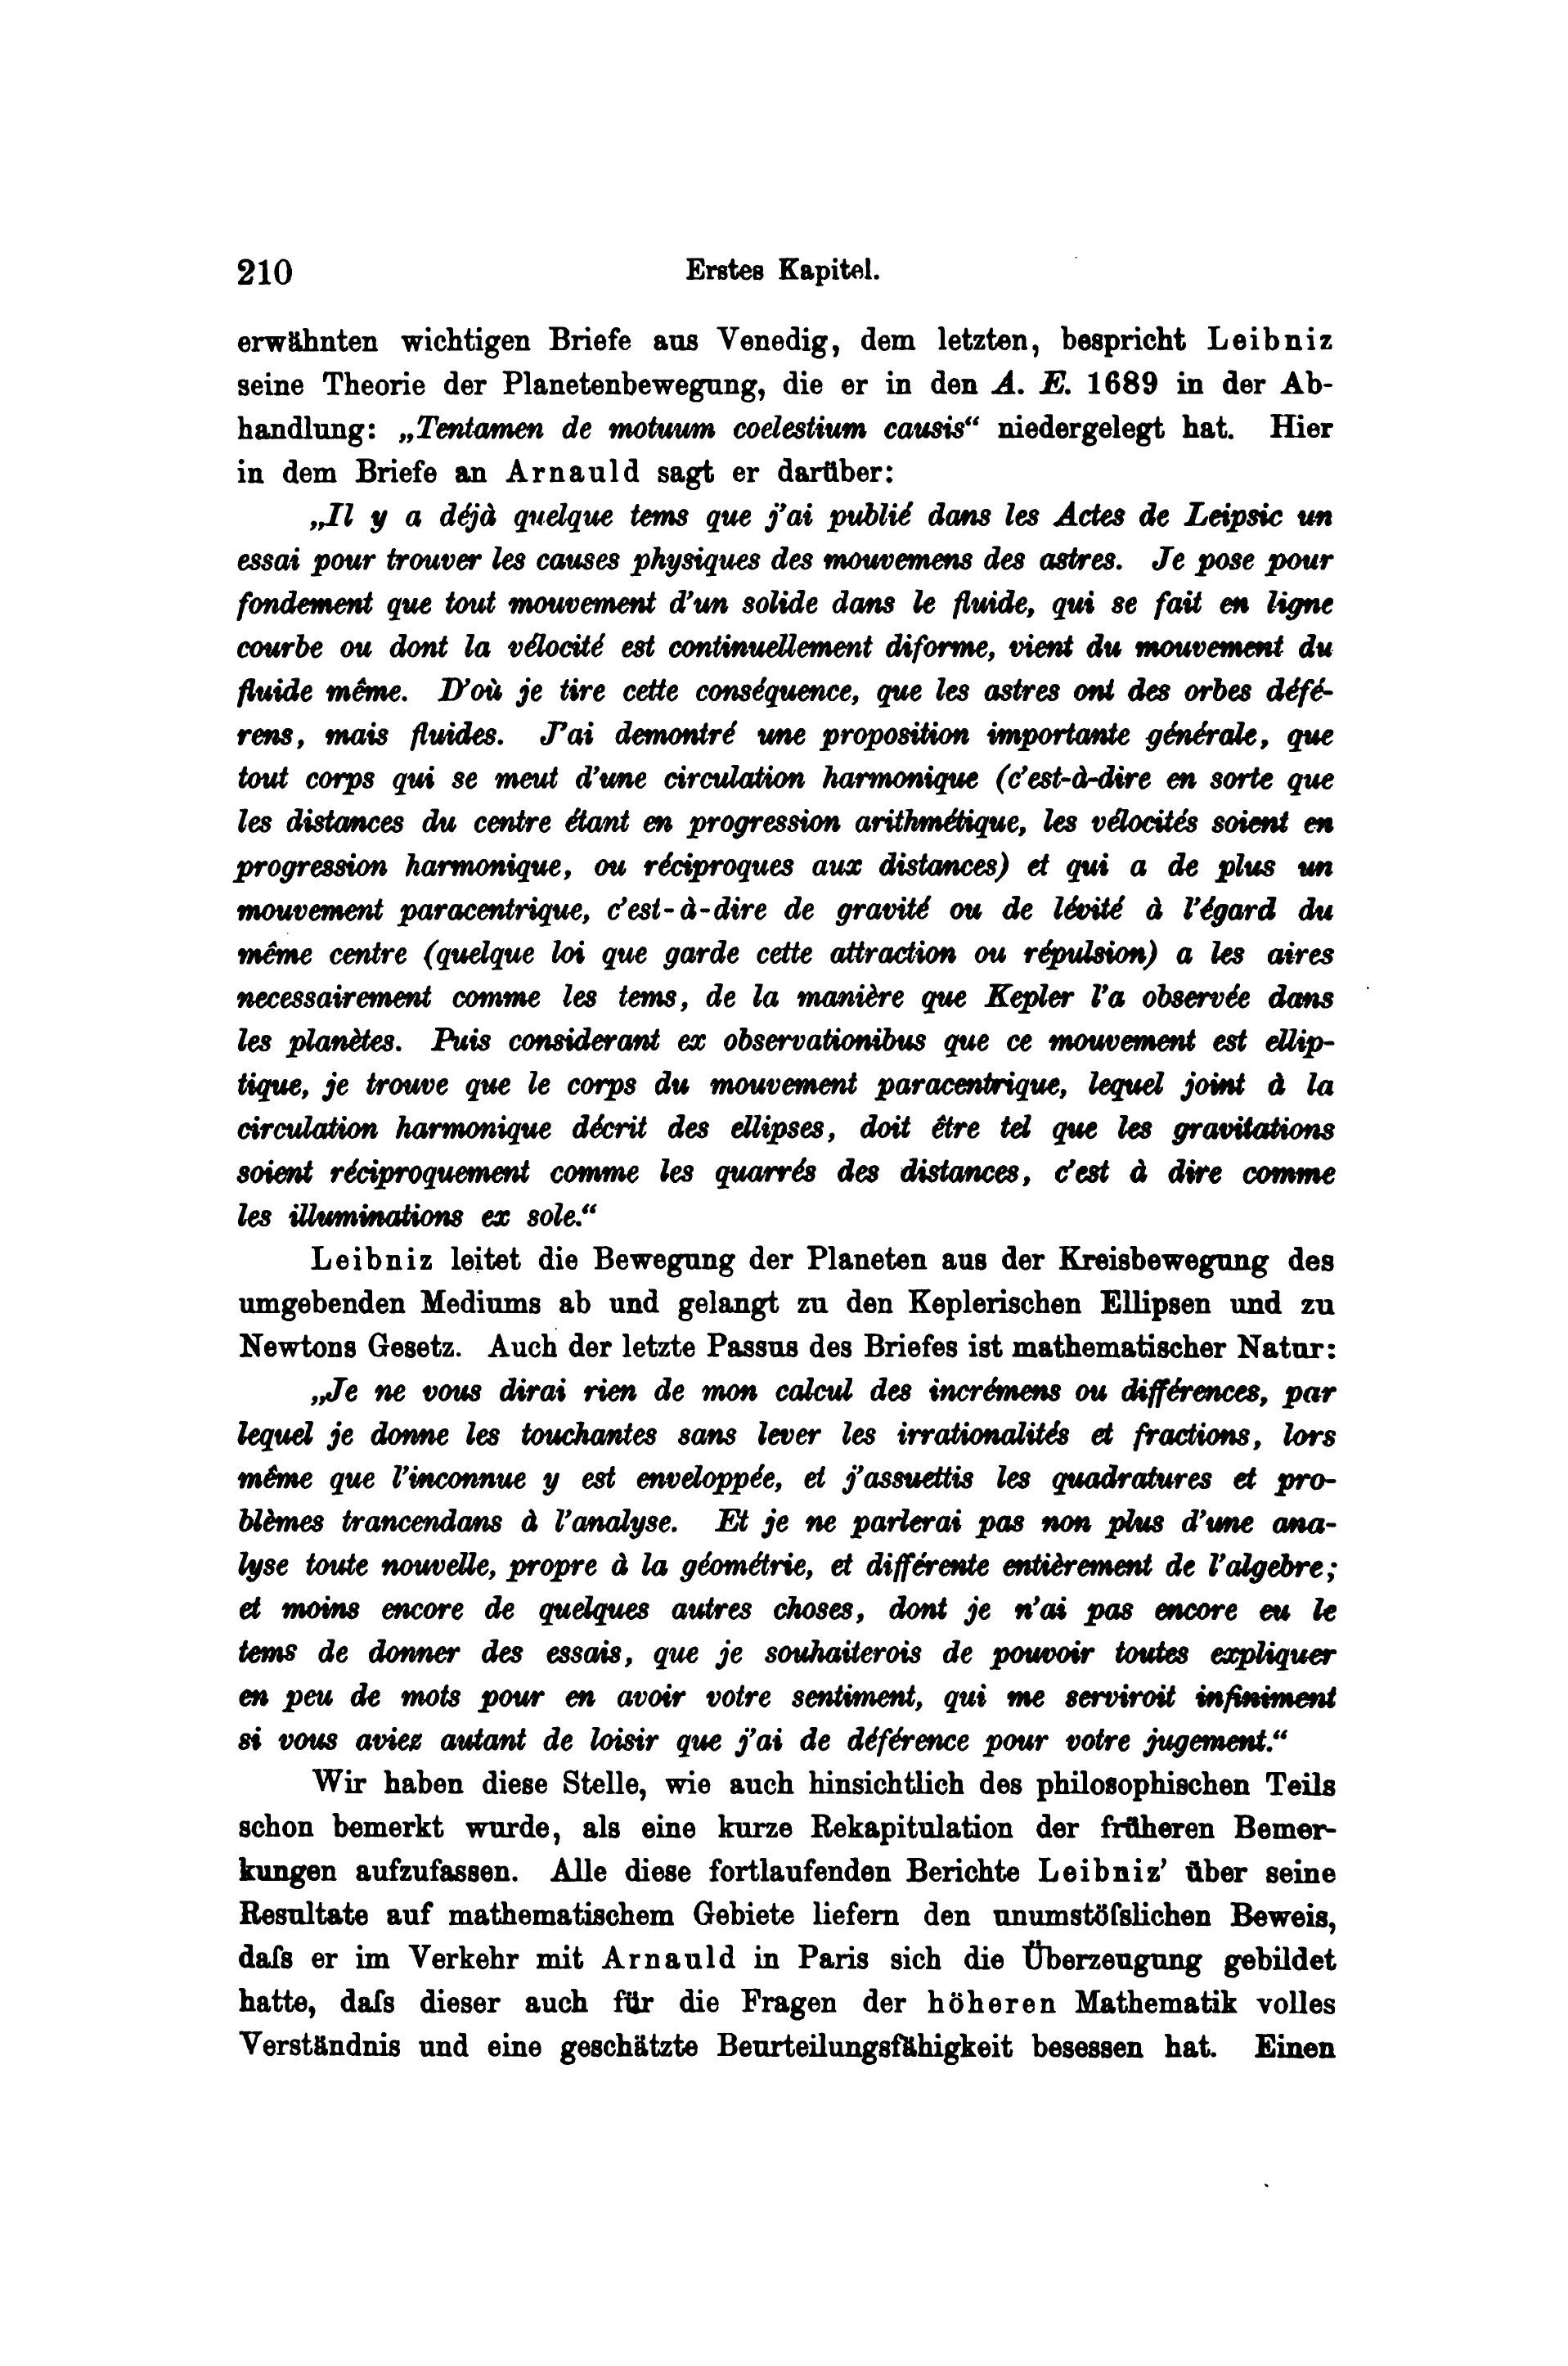 210
Erstes Kapitel.
erwähnten wichtigen Briefe aus Venedig, dem letzten, bespricht Leibniz
seine Theorie der Planetenbewegung, die er in den A. E. 1689 in der Ab-
handlung: „Tentamen de motuum coelestium causis“ niedergelegt hat. Hier
in dem Briefe an Arnauld sagt er darüber:
„Il y a déjà quelque tems que j'ai publié dans les Actes de Leipsic un
essai pour trouver les causes physiques des mouvemens des astres. Je pose pour
fondement que tout mouvement d'un solide dans le fluide, qui se fait en ligne
courbe ou dont la vélocité est continuellement diforme, vient du mouvement du
fluide même. D'où je tire cette conséquence, que les astres ont des orbes défé-
rens, mais fluides. J'ai demontré une proposition importante générale, que
tout corps qui se meut d'une circulation harmonique (c'est-à-dire en sorte que
les distances du centre étant en progression arithmétique, les vélocités soient en
progression harmonique, ou réciproques aux distances) et qui a de plus un
mouvement paracentrique, c'est-à-dire de gravité ou de lévité à l'égard du
même centre (quelque loi que garde cette attraction ou répulsion) a les aires
necessairement comme les tems, de la manière que Kepler l'a observée dans
les planètes. Puis considerant ex observationibus que ce mouvement est ellip-
tique, je trouve que le corps du mouvement paracentrique, lequel joint à la
circulation harmonique décrit des ellipses, doit être tel que les gravitations
soient réciproquement comme les quarrés des distances, c'est à dire comme
les illuminations ex sole.“
Leibniz leitet die Bewegung der Planeten aus der Kreisbewegung des
umgebenden Mediums ab und gelangt zu den Keplerischen Ellipsen und zu
Newtons Gesetz. Auch der letzte Passus des Briefes ist mathematischer Natur:
„Je ne vous dirai rien de mon calcul des incrémens ou différences, par
lequel je donne les touchantes sans lever les irrationalités et fractions, lors
même que l'inconnue y est enveloppée, et j'assuettis les quadratures et pro-
blèmes trancendans à l'analyse. Et je ne parlerai pas non plus d'une ana-
lyse toute nouvelle, propre à la géométrie, et différente entièrement de l'algebre;
et moins encore de quelques autres choses, dont je n'ai pas encore eu le
tems de donner des essais, que je souhaiterois de pouvoir toutes expliquer
en peu de mots pour en avoir votre sentiment, qui me serviroit infiniment
si vous aviez autant de loisir que j'ai de déférence pour votre jugement.“
Wir haben diese Stelle, wie auch hinsichtlich des philosophischen Teils
schon bemerkt wurde, als eine kurze Rekapitulation der früheren Bemer-
kungen aufzufassen. Alle diese fortlaufenden Berichte Leibniz' über seine
Resultate auf mathematischem Gebiete liefern den unumstöſslichen Beweis,
daſs er im Verkehr mit Arnauld in Paris sich die Überzeugung gebildet
hatte, daſs dieser auch für die Fragen der höheren Mathematik volles
Verständnis und eine geschätzte Beurteilungsfähigkeit besessen hat. Einen